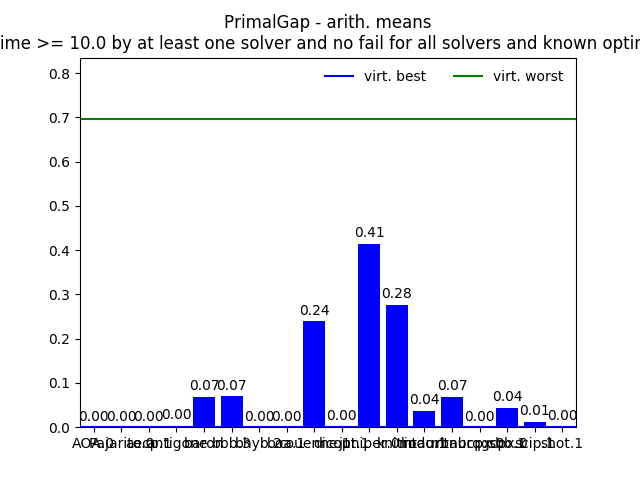 PrimalGap - arith. means
ime >= 10.0 by at least one solver and no fail for all solvers and known optim
virt. best virt. worst
0.8
0.7
0.6
0.5
0.4
0.3
0.2
0.1
0.0
0.00 0.00 0.00 0.00 0.07 0.07 0.00 0.00 0.24 0.00 0.41 0.28 0.04 0.07 0.00 0.04 0.01 0.00
shot.1